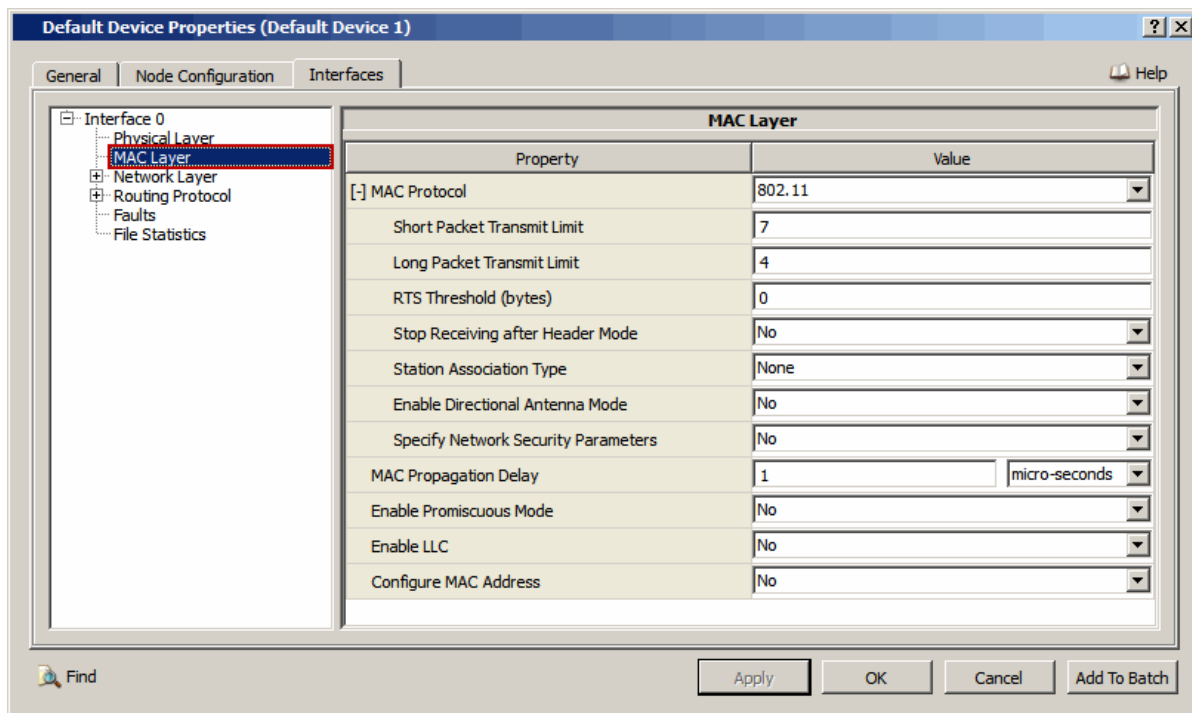 Default Device Properties (Default Device 1)
General Node Configuration Interfaces Help
Interface 0
Physical Layer
MAC Layer
Network Layer
Routing Protocol
Faults
File Statistics
MAC Layer
Property Value
[-] MAC Protocol 802.11
Short Packet Transmit Limit 7
Long Packet Transmit Limit 4
RTS Threshold (bytes) 0
Stop Receiving after Header Mode No
Station Association Type None
Enable Directional Antenna Mode No
Specify Network Security Parameters No
MAC Propagation Delay 1 micro-seconds
Enable Promiscuous Mode No
Enable LLC No
Configure MAC Address No
Find Apply OK Cancel Add To Batch